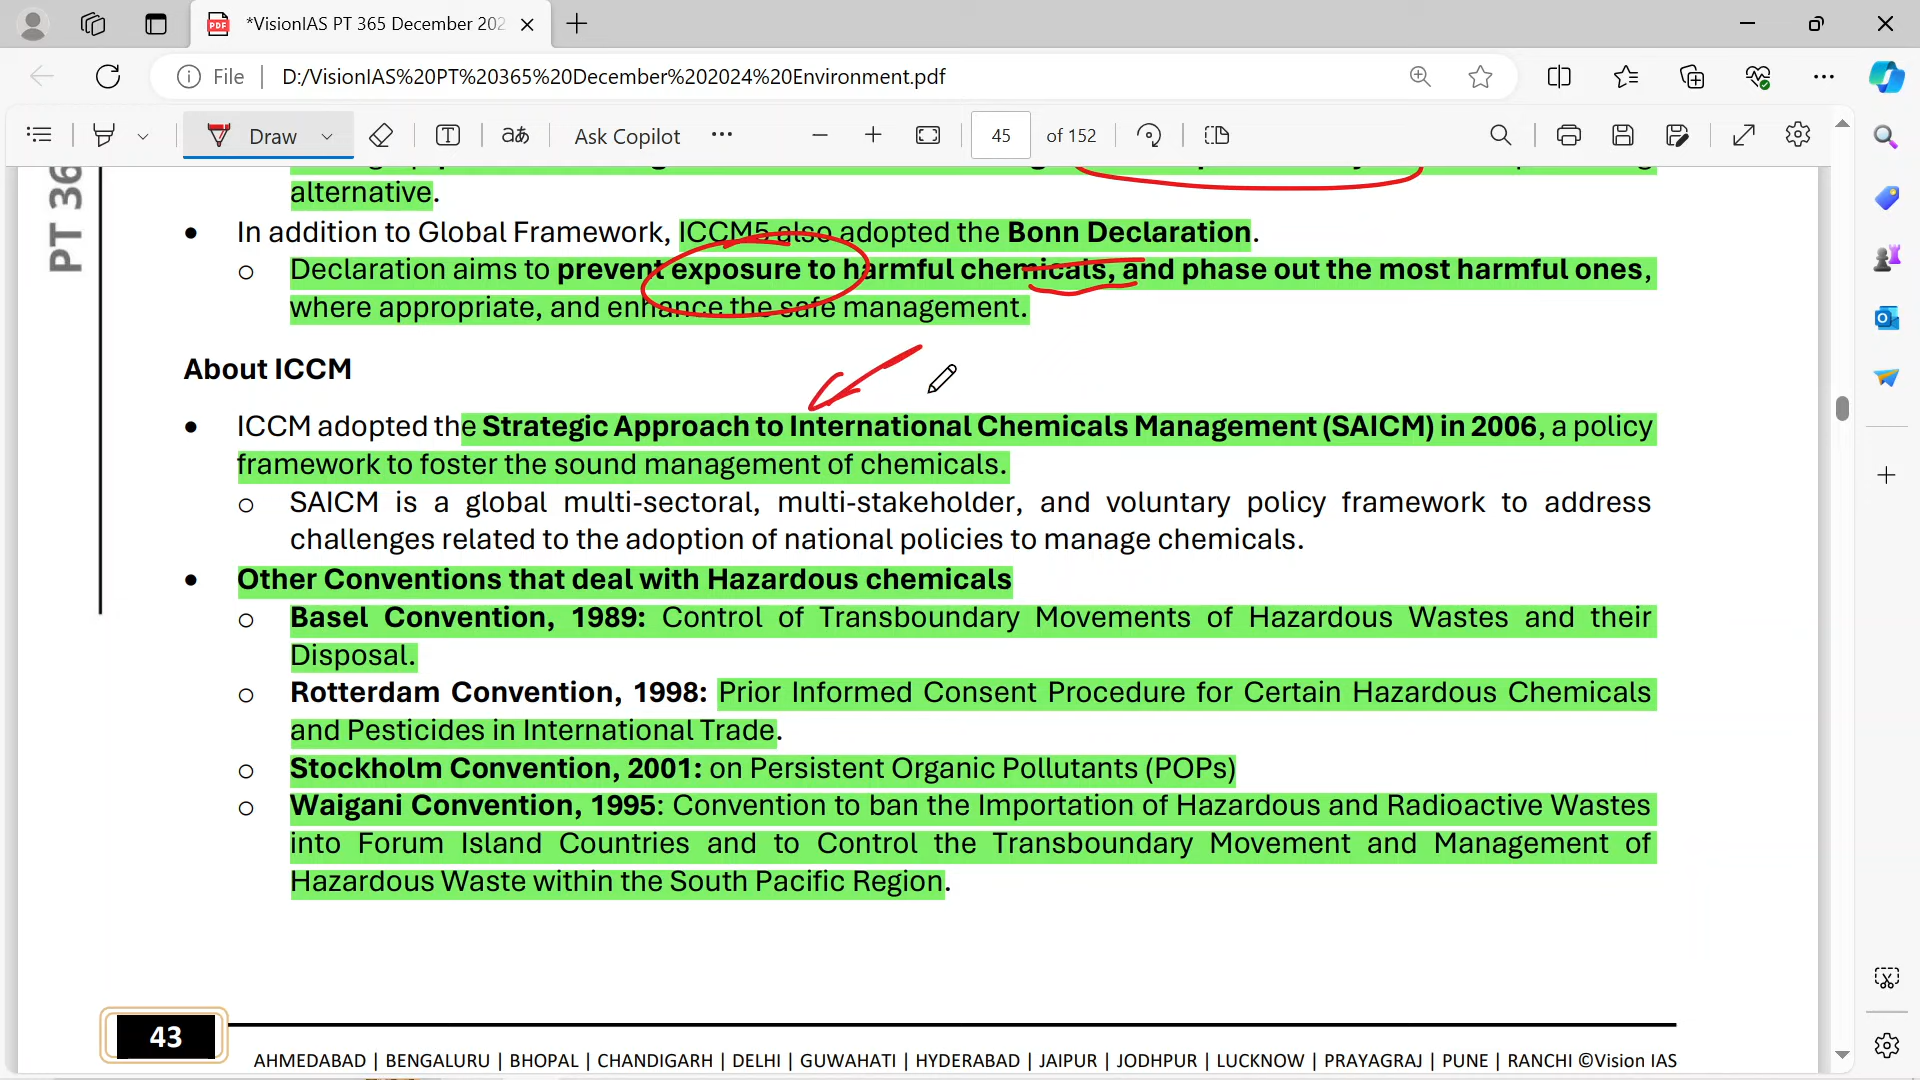 *VisionIAS PT 365 December 202
File
D:/VisionIAS%20PT%20365%20December%202024%20Environment.pdf
Draw
Ask Copilot
45
of 152
PT 36
alternative.
In addition to Global Framework, ICCM5 also adopted the Bonn Declaration.
Declaration aims to prevent exposure to harmful chemicals, and phase out the most harmful ones,
where appropriate, and enhance the safe management.
About ICCM
ICCM adopted the Strategic Approach to International Chemicals Management (SAICM) in 2006, a policy
framework to foster the sound management of chemicals.
SAICM is a global multi-sectoral, multi-stakeholder, and voluntary policy framework to address
challenges related to the adoption of national policies to manage chemicals.
Other Conventions that deal with Hazardous chemicals
Basel Convention, 1989: Control of Transboundary Movements of Hazardous Wastes and their
Disposal.
Rotterdam Convention, 1998: Prior Informed Consent Procedure for Certain Hazardous Chemicals
and Pesticides in International Trade.
Stockholm Convention, 2001: on Persistent Organic Pollutants (POPs)
Waigani Convention, 1995: Convention to ban the Importation of Hazardous and Radioactive Wastes
into Forum Island Countries and to Control the Transboundary Movement and Management of
Hazardous Waste within the South Pacific Region.
43
AHMEDABAD | BENGALURU | BHOPAL | CHANDIGARH | DELHI | GUWAHATI | HYDERABAD | JAIPUR | JODHPUR | LUCKNOW | PRAYAGRAJ | PUNE | RANCHI ©Vision IAS